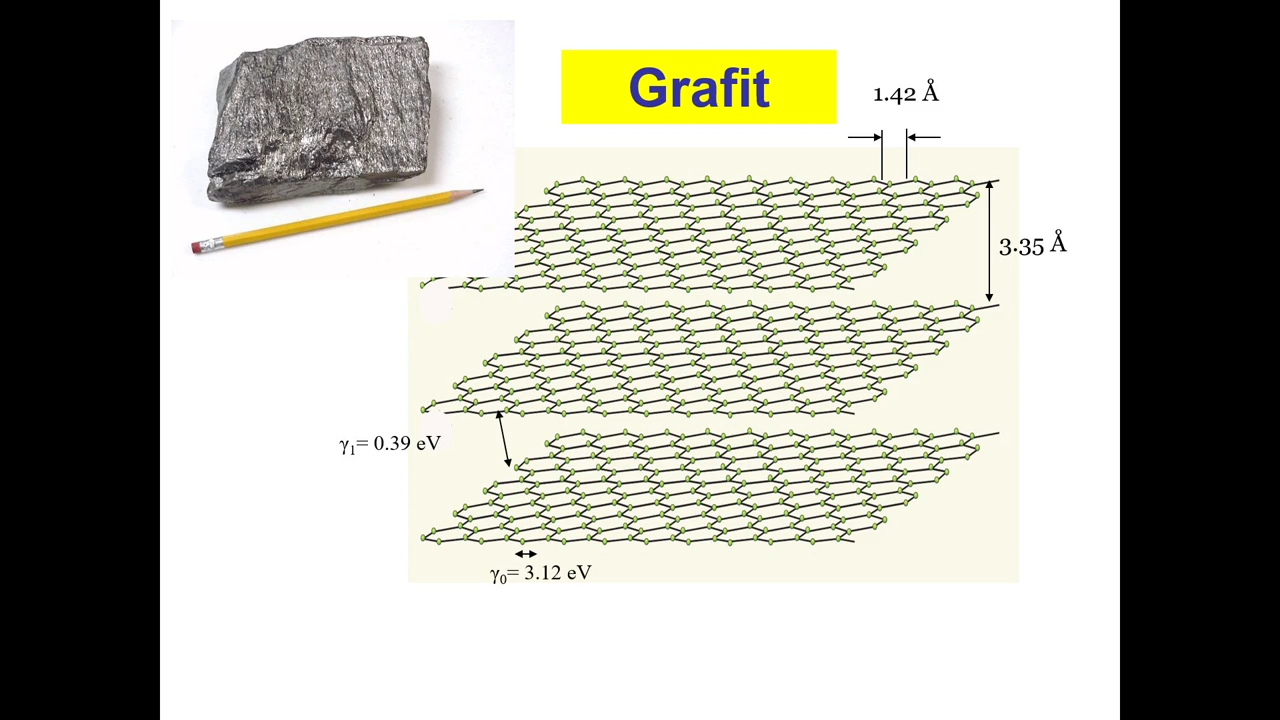 Grafit
1.42 Å
3.35 Å
γ₁= 0.39 eV
γ₀= 3.12 eV